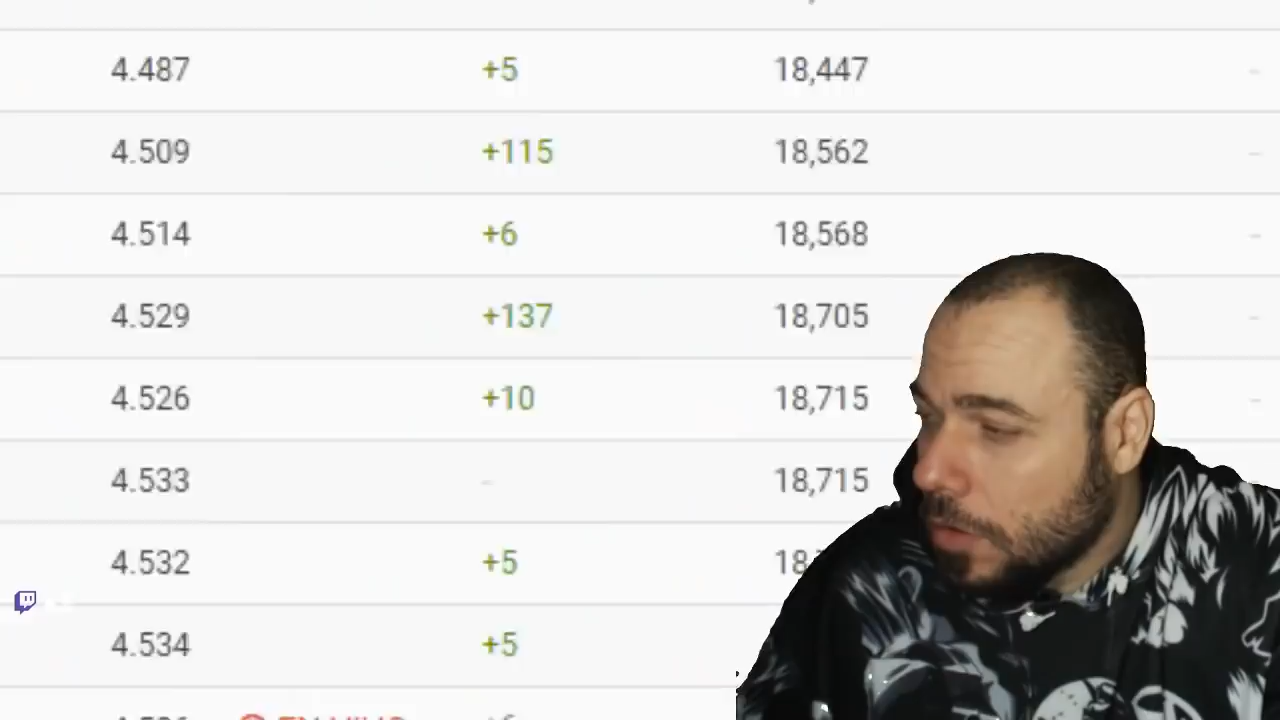 4.487 +5 18,447 -
4.509 +115 18,562 -
4.514 +6 18,568 -
4.529 +137 18,705 -
4.526 +10 18,715 -
4.533 - 18,715
4.532 +5
4.534 +5